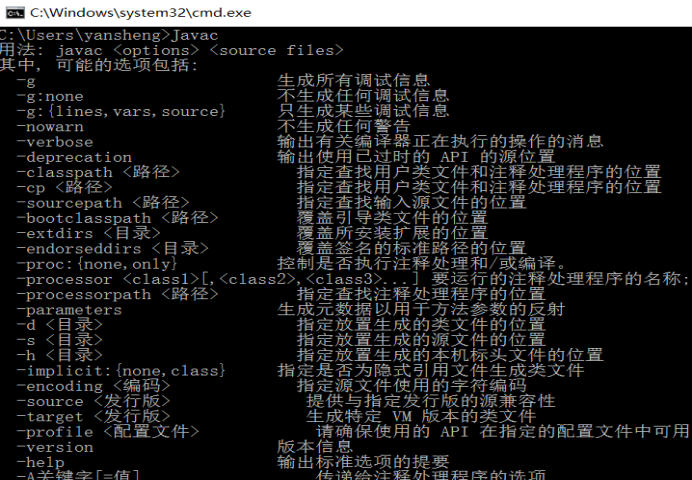 C:\Windows\system32\cmd.exe
C:\Users\yansheng>Javac
用法: javac <options> <source files>
其中, 可能的选项包括:
-g 生成所有调试信息
-g:none 不生成任何调试信息
-g:{lines,vars,source} 只生成某些调试信息
-nowarn 不生成任何警告
-verbose 输出有关编译器正在执行的操作的消息
-deprecation 输出使用已过时的 API 的源位置
-classpath <路径> 指定查找用户类文件和注释处理程序的位置
-cp <路径> 指定查找用户类文件和注释处理程序的位置
-sourcepath <路径> 指定查找输入源文件的位置
-bootclasspath <路径> 覆盖引导类文件的位置
-extdirs <目录> 覆盖所安装扩展的位置
-endorseddirs <目录> 覆盖签名的标准路径的位置
-proc:{none,only} 控制是否执行注释处理和/或编译。
-processor <class1>[,<class2>,<class3>...] 要运行的注释处理程序的名称;
-processorpath <路径> 指定查找注释处理程序的位置
-parameters 生成元数据以用于方法参数的反射
-d <目录> 指定放置生成的类文件的位置
-s <目录> 指定放置生成的源文件的位置
-h <目录> 指定放置生成的本机标头文件的位置
-implicit:{none,class} 指定是否为隐式引用文件生成类文件
-encoding <编码> 指定源文件使用的字符编码
-source <发行版> 提供与指定发行版的源兼容性
-target <发行版> 生成特定 VM 版本的类文件
-profile <配置文件> 请确保使用的 API 在指定的配置文件中可用
-version 版本信息
-help 输出标准选项的提要
-A关键字[=值] 传递给注释处理程序的选项